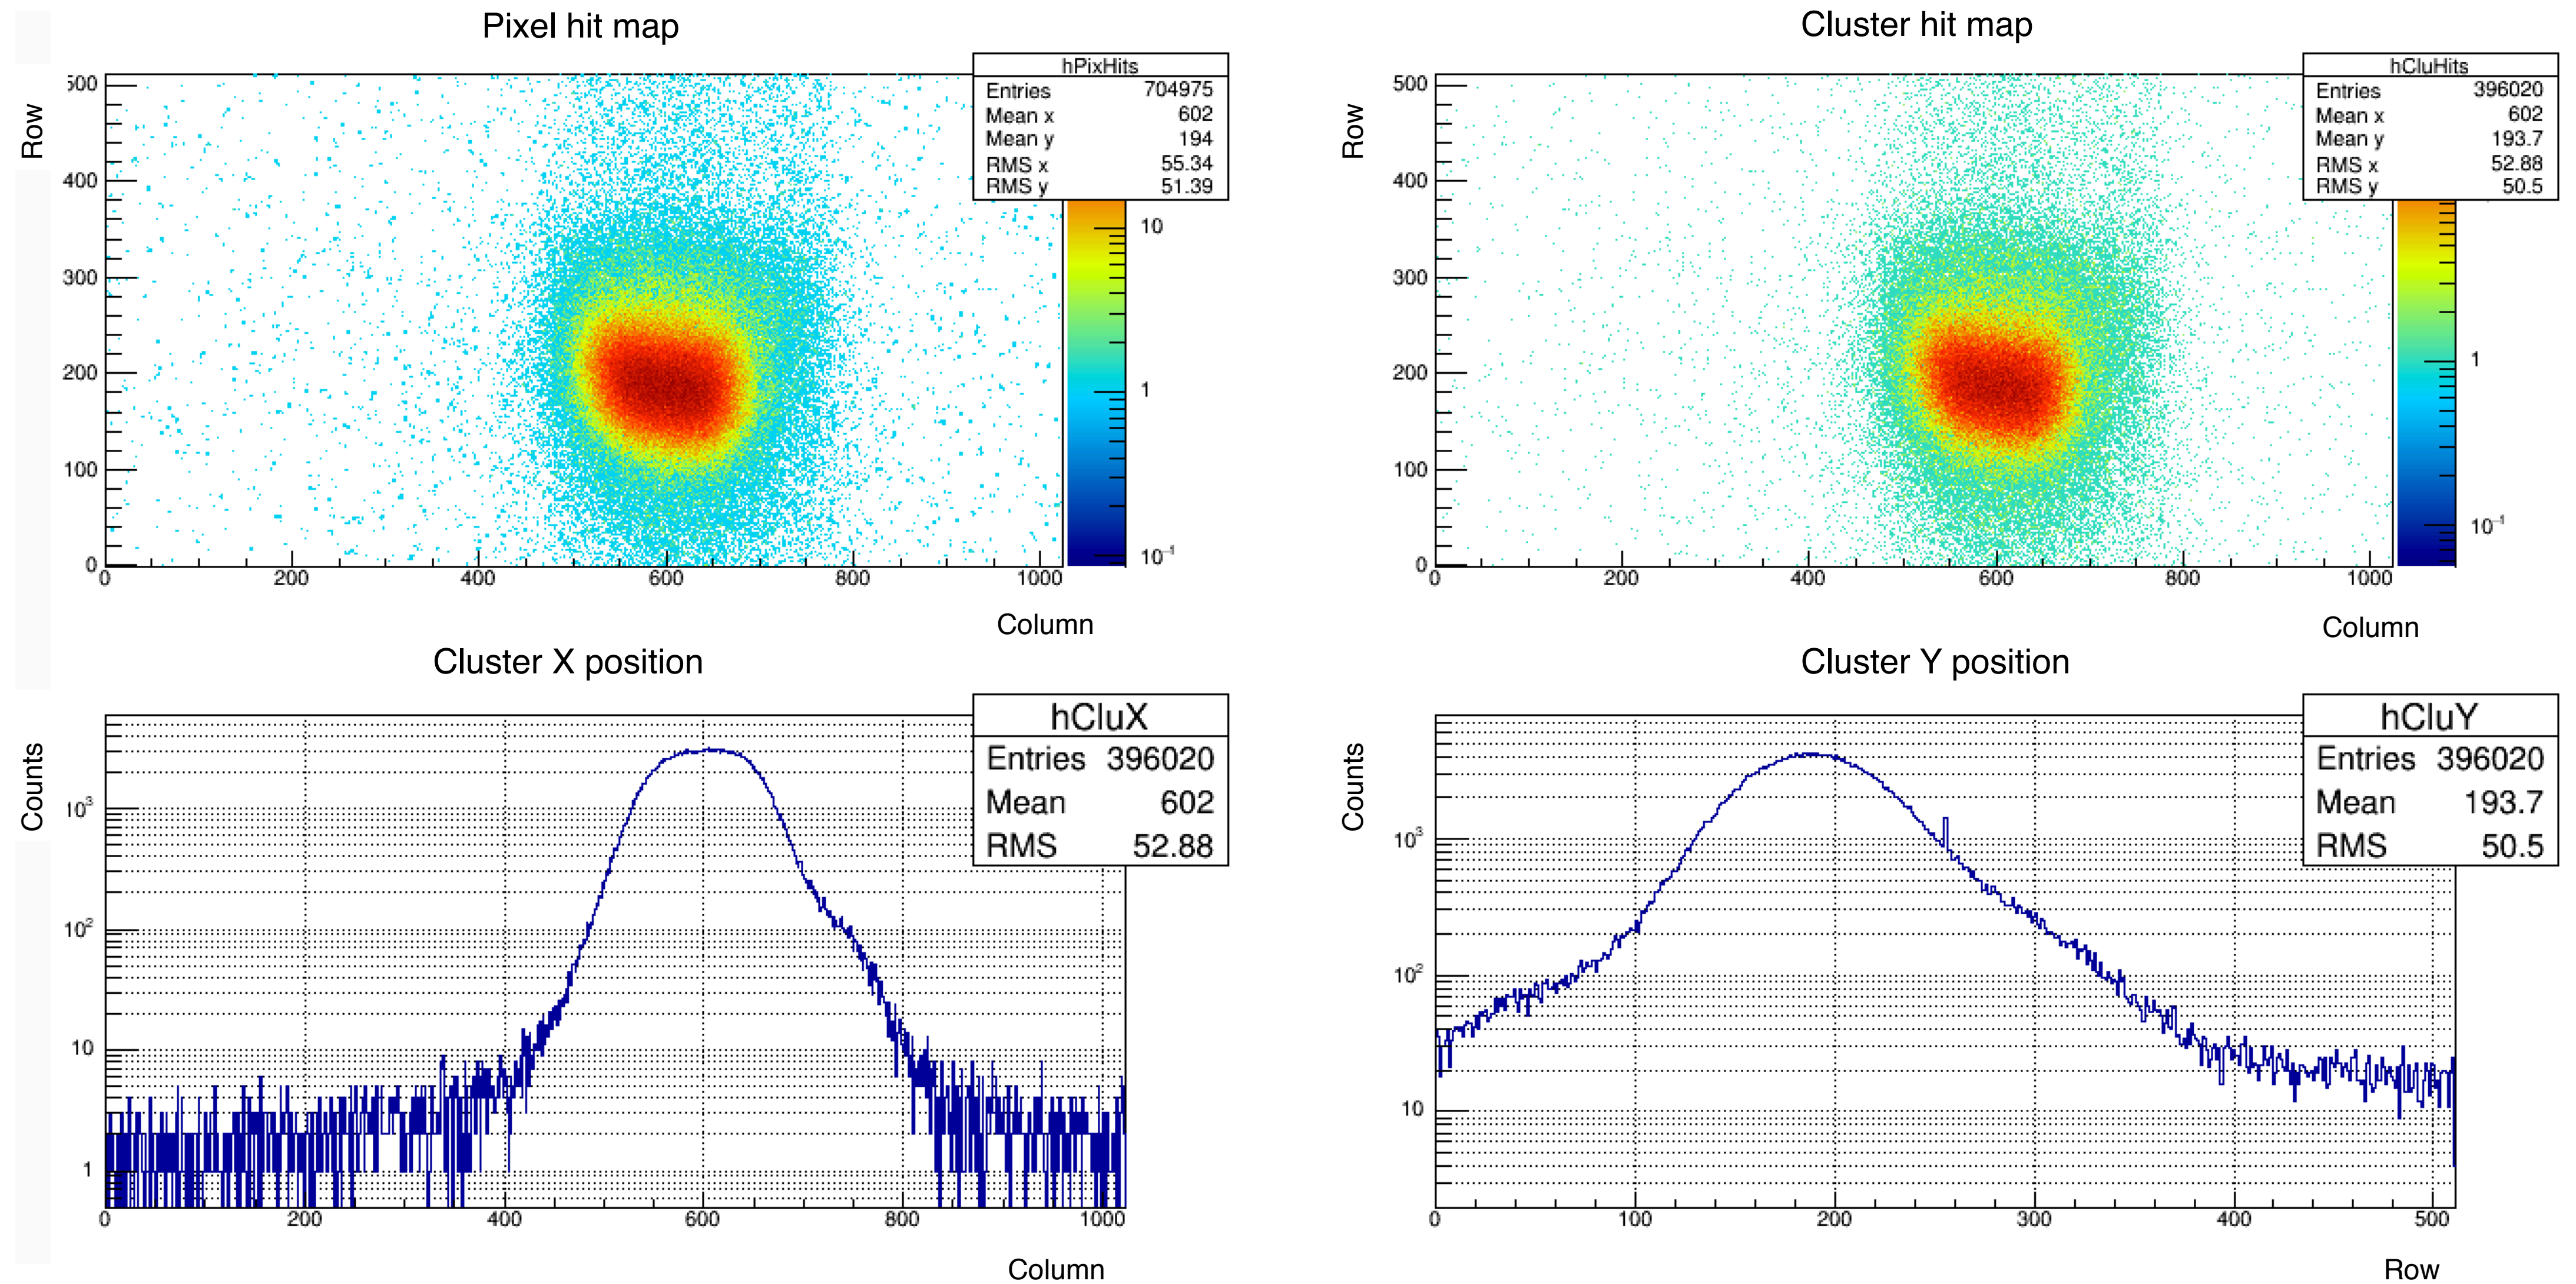 Pixel hit map
hPixHits
Entries 704975
Mean x 602
Mean y 194
RMS x 55.34
RMS y 51.39
Row
500
400
300
200
100
0
0 200 400 600 800 1000
10
1
10⁻¹
Column
Cluster hit map
hCluHits
Entries 396020
Mean x 602
Mean y 193.7
RMS x 52.88
RMS y 50.5
Row
500
400
300
200
100
0
0 200 400 600 800 1000
1
10⁻¹
Column
Cluster X position
hCluX
Entries 396020
Mean 602
RMS 52.88
Counts
10³
10²
10
1
0 200 400 600 800 1000
Column
Cluster Y position
hCluY
Entries 396020
Mean 193.7
RMS 50.5
Counts
10³
10²
10
0 100 200 300 400 500
Row